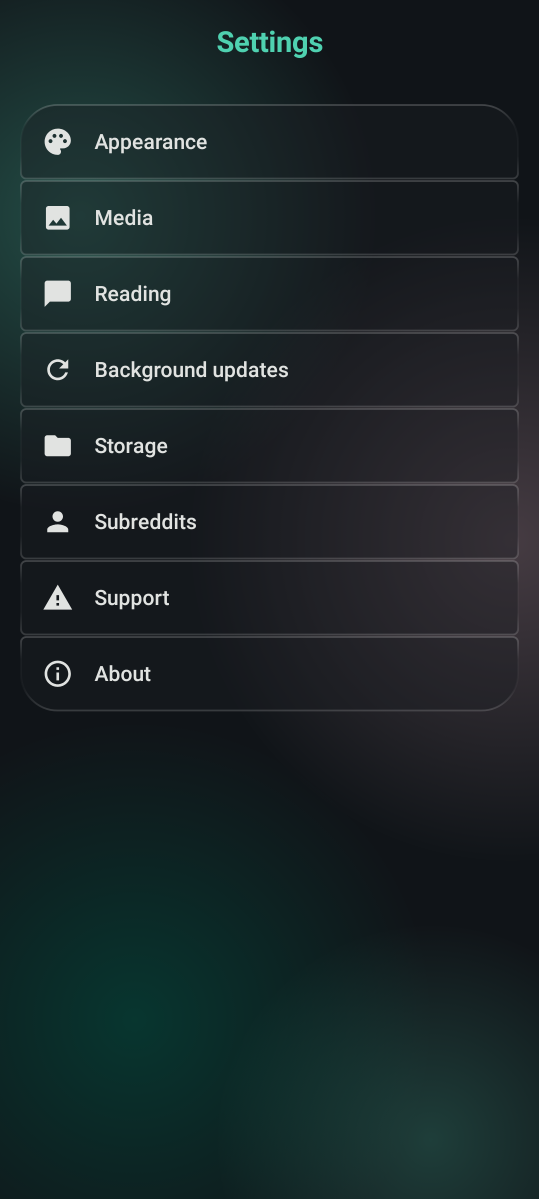 Settings
Appearance
Media
Reading
Background updates
Storage
Subreddits
Support
About